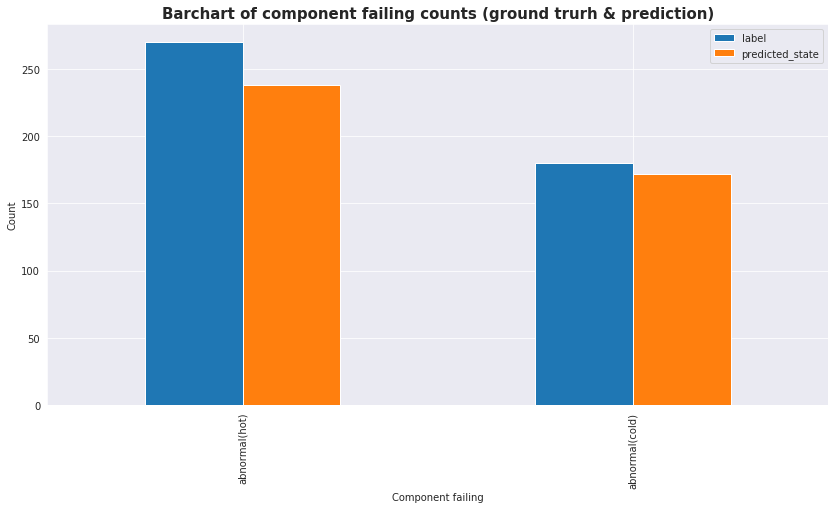 Barchart of component failing counts (ground trurh & prediction)
label
predicted_state
250
200
150
100
50
0
Count
abnormal(hot)
abnormal(cold)
Component failing